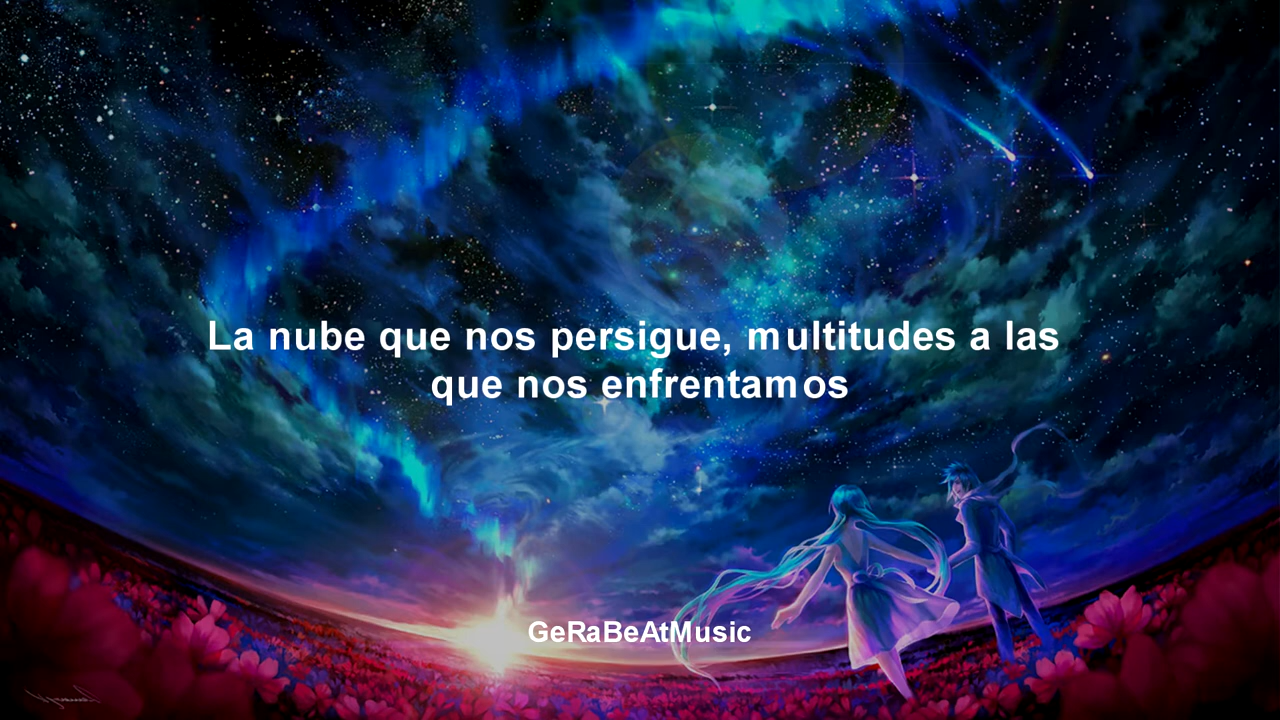 La nube que nos persigue, multitudes a las
que nos enfrentamos
GeRaBeAtMusic